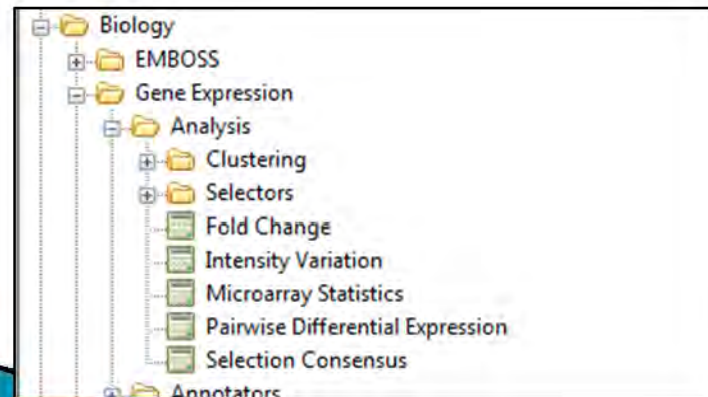 Biology
EMBOSS
Gene Expression
Analysis
Clustering
Selectors
Fold Change
Intensity Variation
Microarray Statistics
Pairwise Differential Expression
Selection Consensus
Annotators